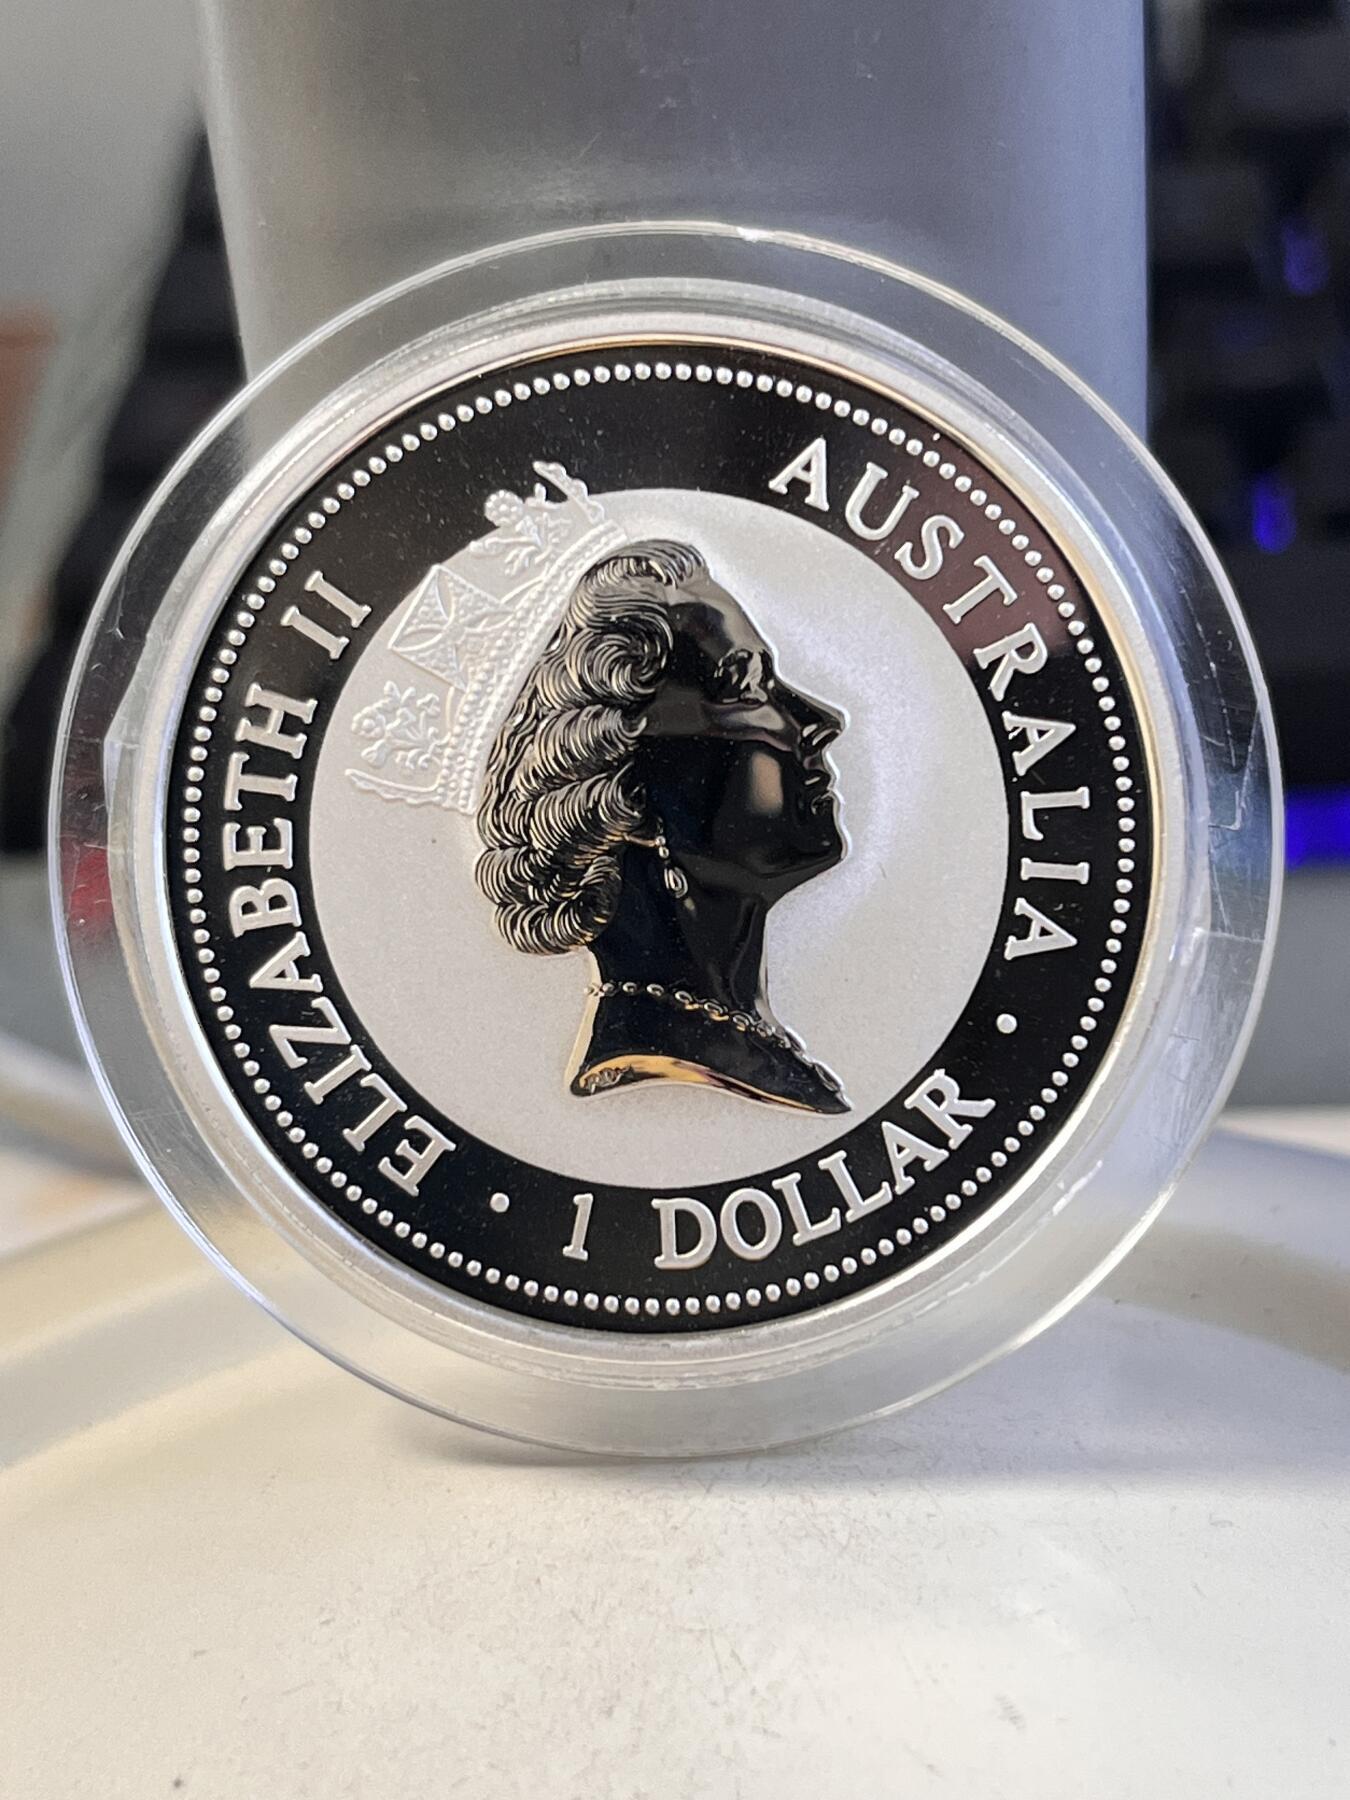 ELIZABETH II
AUSTRALIA • 1 DOLLAR •